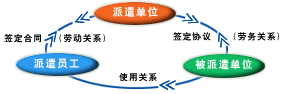 派遣单位
签定合同 (劳动关系)
签定协议 (劳务关系)
派遣员工
被派遣单位
使用关系